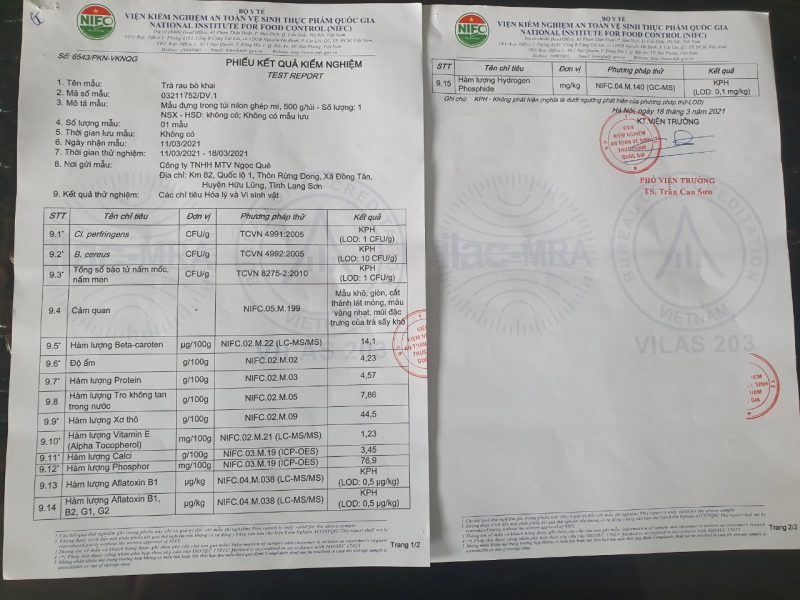 BỘ Y TẾ
NIFC
VIỆN KIỂM NGHIỆM AN TOÀN VỆ SINH THỰC PHẨM QUỐC GIA
NATIONAL INSTITUTE FOR FOOD CONTROL (NIFC)
Số: 6543/PKN-VKNQG
PHIẾU KẾT QUẢ KIỂM NGHIỆM
TEST REPORT
1. Tên mẫu: Trà rau bò khai
2. Mã số mẫu: 03211752/DV.1
3. Mô tả mẫu: Mẫu đựng trong túi nilon ghép mí, 500 g/túi - Số lượng: 1
NSX - HSD: không có; Không có mẫu lưu
4. Số lượng mẫu: 01 mẫu
5. Thời gian lưu mẫu: Không có
6. Ngày nhận mẫu: 11/03/2021
7. Thời gian thử nghiệm: 11/03/2021 - 18/03/2021
8. Nơi gửi mẫu: Công ty TNHH MTV Ngọc Quê
Địa chỉ: Km 82, Quốc lộ 1, Thôn Rừng Dong, Xã Đồng Tân,
Huyện Hữu Lũng, Tỉnh Lạng Sơn
9. Kết quả thử nghiệm: Các chỉ tiêu Hóa lý và Vi sinh vật
STT Tên chỉ tiêu Đơn vị Phương pháp thử Kết quả
9.1* Cl. perfringens CFU/g TCVN 4991:2005 KPH
(LOD: 1 CFU/g)
9.2* B. cereus CFU/g TCVN 4992:2005 KPH
(LOD: 10 CFU/g)
9.3* Tổng số bào tử nấm mốc, nấm men CFU/g TCVN 8275-2:2010 KPH
(LOD: 1 CFU/g)
9.4 Cảm quan - NIFC.05.M.199 Mẫu khô, giòn, cắt
thành lát mỏng, màu
vàng nhạt, mùi đặc
trưng của trà sấy khô
9.5* Hàm lượng Beta-caroten µg/100g NIFC.02.M.22 (LC-MS/MS) 14,1
9.6* Độ ẩm g/100g NIFC.02.M.02 4,23
9.7* Hàm lượng Protein g/100g NIFC.02.M.03 4,57
9.8 Hàm lượng Tro không tan
trong nước g/100g NIFC.02.M.05 7,86
9.9* Hàm lượng Xơ thô g/100g NIFC.02.M.09 44,5
9.10* Hàm lượng Vitamin E
(Alpha Tocopherol) mg/100g NIFC.02.M.21 (LC-MS/MS) 1,23
9.11* Hàm lượng Calci g/100g NIFC.03.M.19 (ICP-OES) 3,45
9.12* Hàm lượng Phosphor mg/100g NIFC.03.M.19 (ICP-OES) 76,9
9.13 Hàm lượng Aflatoxin B1 µg/kg NIFC.04.M.038 (LC-MS/MS) KPH
(LOD: 0,5 µg/kg)
9.14 Hàm lượng Aflatoxin B1,
B2, G1, G2 µg/kg NIFC.04.M.038 (LC-MS/MS) KPH
(LOD: 0,5 µg/kg)
Trang 1/2
BỘ Y TẾ
NIFC
VIỆN KIỂM NGHIỆM AN TOÀN VỆ SINH THỰC PHẨM QUỐC GIA
NATIONAL INSTITUTE FOR FOOD CONTROL (NIFC)
STT Tên chỉ tiêu Đơn vị Phương pháp thử Kết quả
9.15 Hàm lượng Hydrogen
Phosphide mg/kg NIFC.04.M.140 (GC-MS) KPH
(LOD: 0,1 mg/kg)
Ghi chú: KPH - Không phát hiện (nghĩa là dưới ngưỡng phát hiện của phương pháp thử-LOD)
Hà Nội, ngày 18 tháng 3 năm 2021
KT.VIỆN TRƯỞNG
VIỆN
KIỂM NGHIỆM
AN TOÀN VỆ SINH
THỰC PHẨM
QUỐC GIA
PHÓ VIỆN TRƯỞNG
TS. Trần Cao Sơn
ilac-MRA
BUREAU OF ACCREDITATION
VIETNAM
VILAS 203
Trang 2/2